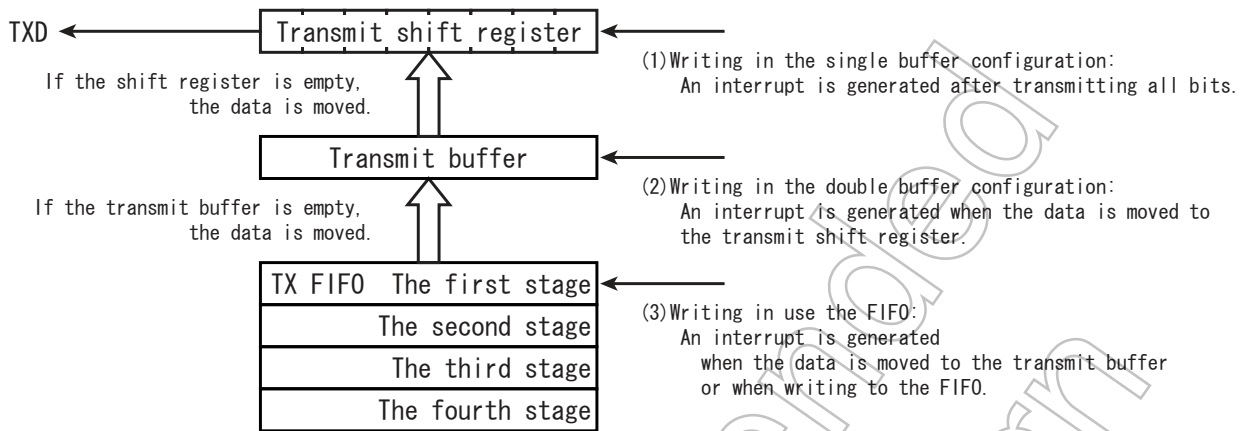 TXD
Transmit shift register
(1)Writing in the single buffer configuration:
An interrupt is generated after transmitting all bits.
If the shift register is empty,
the data is moved.
Transmit buffer
(2)Writing in the double buffer configuration:
An interrupt is generated when the data is moved to
the transmit shift register.
If the transmit buffer is empty,
the data is moved.
TX FIFO The first stage
The second stage
The third stage
The fourth stage
(3)Writing in use the FIFO:
An interrupt is generated
when the data is moved to the transmit buffer
or when writing to the FIFO.